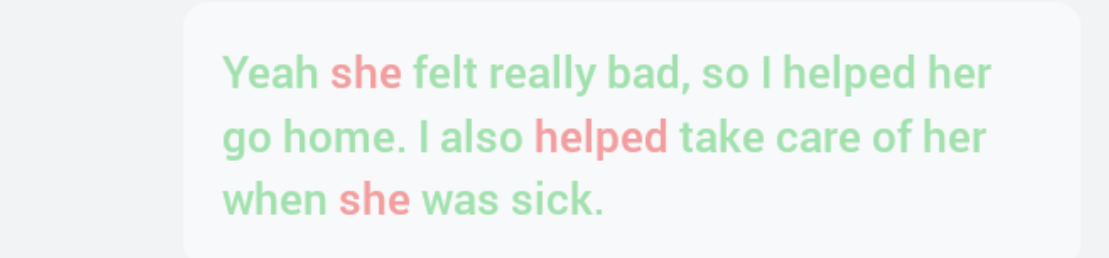 Yeah she felt really bad, so I helped her
go home. I also helped take care of her
when she was sick.